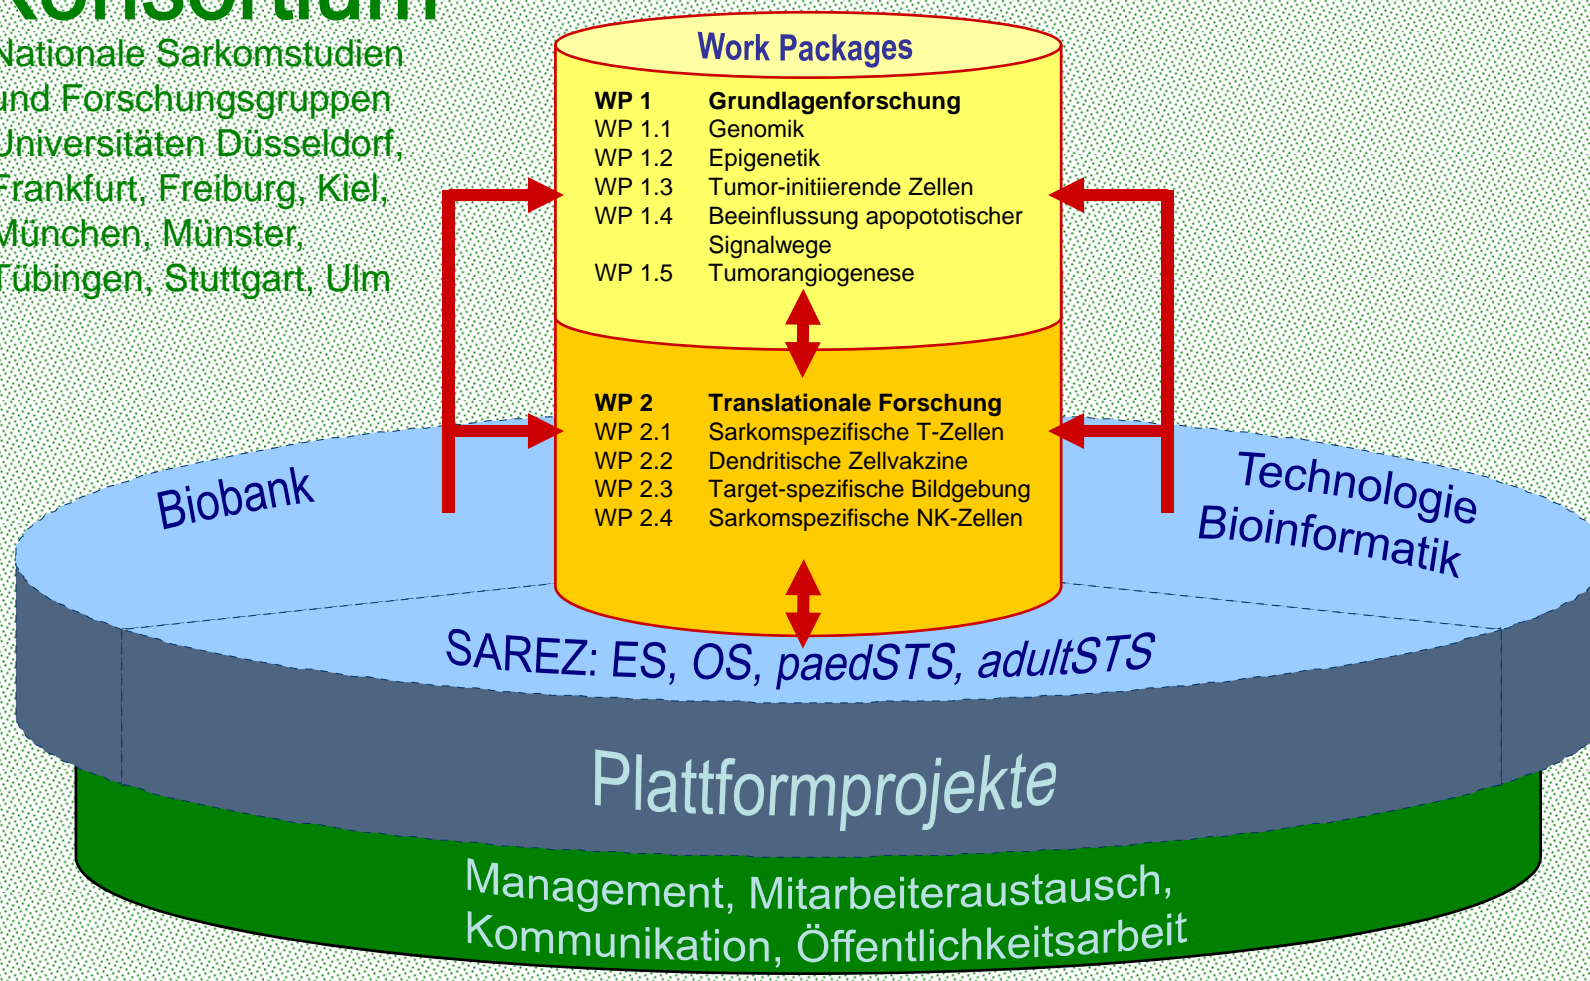 Konsortium
Nationale Sarkomstudien
und Forschungsgruppen
Universitäten Düsseldorf,
Frankfurt, Freiburg, Kiel,
München, Münster,
Tübingen, Stuttgart, Ulm
Work Packages
WP 1 Grundlagenforschung
WP 1.1 Genomik
WP 1.2 Epigenetik
WP 1.3 Tumor-initiierende Zellen
WP 1.4 Beeinflussung apopototischer
Signalwege
WP 1.5 Tumorangiogenese
WP 2 Translationale Forschung
WP 2.1 Sarkomspezifische T-Zellen
WP 2.2 Dendritische Zellvakzine
WP 2.3 Target-spezifische Bildgebung
WP 2.4 Sarkomspezifische NK-Zellen
Biobank
Technologie
Bioinformatik
SAREZ: ES, OS, paedSTS, adultSTS
Plattformprojekte
Management, Mitarbeiteraustausch,
Kommunikation, Öffentlichkeitsarbeit